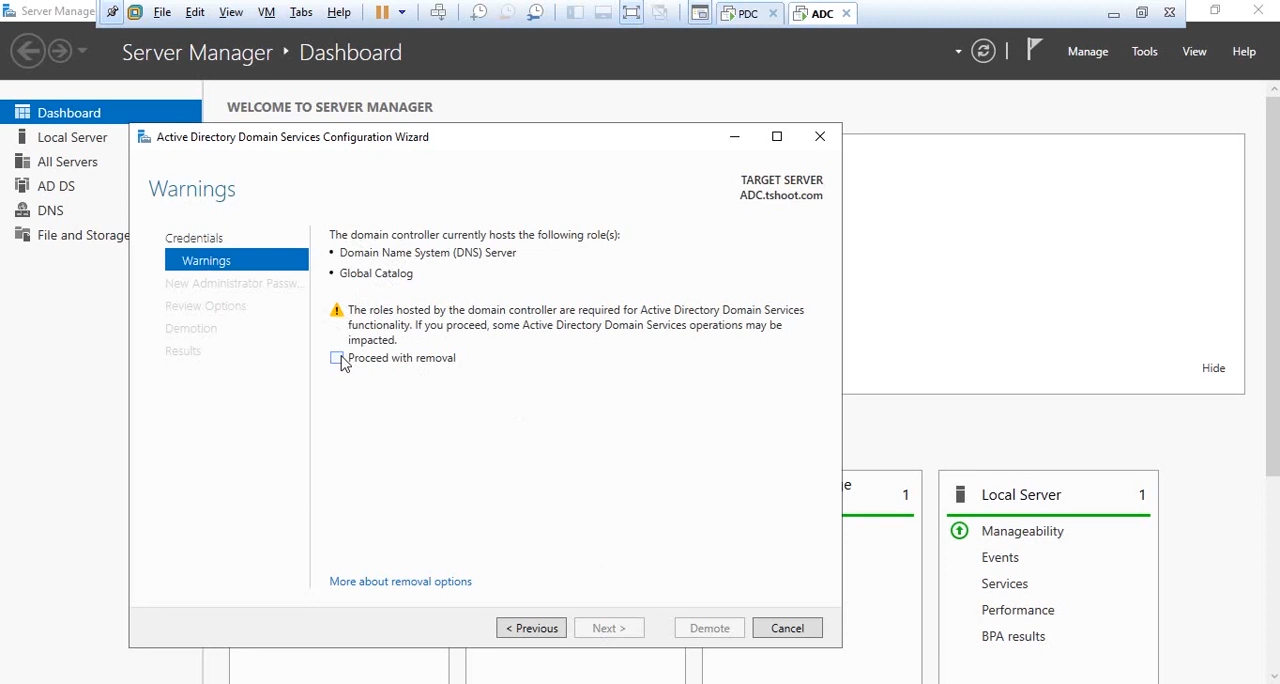 Server Manage
File Edit View VM Tabs Help
PDC
ADC
Server Manager
Dashboard
Manage Tools View Help
Dashboard
Local Server
All Servers
AD DS
DNS
File and Storage
WELCOME TO SERVER MANAGER
Active Directory Domain Services Configuration Wizard
Warnings
TARGET SERVER
ADC.tshoot.com
Credentials
Warnings
New Administrator Passw...
Review Options
Demotion
Results
The domain controller currently hosts the following role(s):
• Domain Name System (DNS) Server
• Global Catalog
The roles hosted by the domain controller are required for Active Directory Domain Services
functionality. If you proceed, some Active Directory Domain Services operations may be
impacted.
Proceed with removal
More about removal options
< Previous Next > Demote Cancel
Hide
ge 1
Local Server 1
Manageability
Events
Services
Performance
BPA results